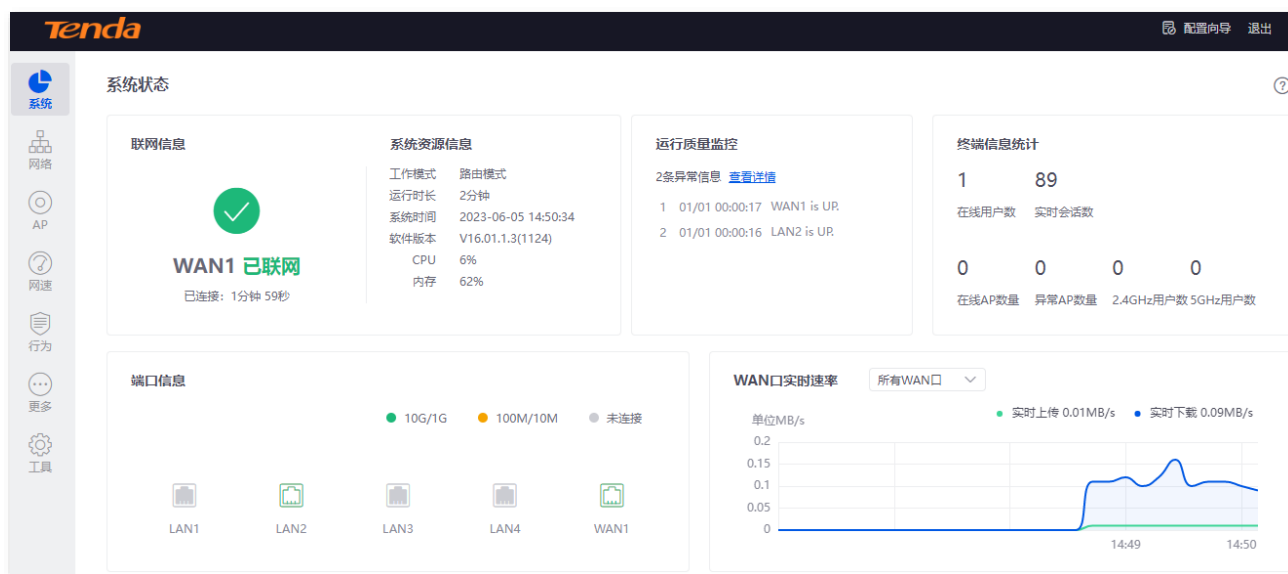 Tenda
配置向导 退出
系统
网络
AP
网速
行为
更多
工具
系统状态
?
联网信息
WAN1 已联网
已连接：1分钟 59秒
系统资源信息
工作模式 路由模式
运行时长 2分钟
系统时间 2023-06-05 14:50:34
软件版本 V16.01.1.3(1124)
CPU 6%
内存 62%
运行质量监控
2条异常信息 查看详情
1 01/01 00:00:17 WAN1 is UP.
2 01/01 00:00:16 LAN2 is UP.
终端信息统计
1 89
在线用户数 实时会话数
0 0 0 0
在线AP数量 异常AP数量 2.4GHz用户数 5GHz用户数
端口信息
10G/1G 100M/10M 未连接
LAN1 LAN2 LAN3 LAN4 WAN1
WAN口实时速率 所有WAN口
单位MB/s 实时上传 0.01MB/s 实时下载 0.09MB/s
0.2
0.15
0.1
0.05
0
14:49 14:50